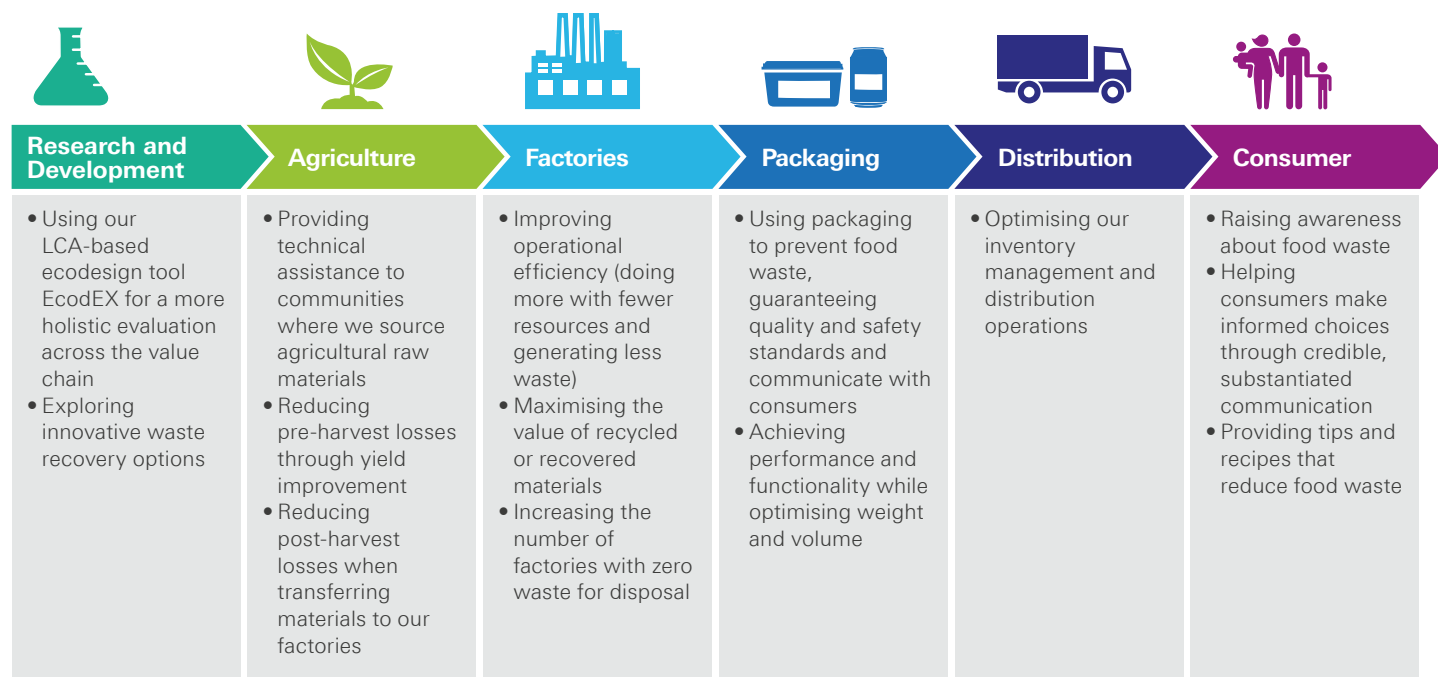 Research and
Development
Agriculture
Factories
Packaging
Distribution
Consumer
• Using our
LCA-based
ecodesign tool
EcodEX for a more
holistic evaluation
across the value
chain
• Exploring
innovative waste
recovery options
• Providing
technical
assistance to
communities
where we source
agricultural raw
materials
• Reducing
pre-harvest losses
through yield
improvement
• Reducing
post-harvest
losses when
transferring
materials to our
factories
• Improving
operational
efficiency (doing
more with fewer
resources and
generating less
waste)
• Maximising the
value of recycled
or recovered
materials
• Increasing the
number of
factories with zero
waste for disposal
• Using packaging
to prevent food
waste,
guaranteeing
quality and safety
standards and
communicate with
consumers
• Achieving
performance and
functionality while
optimising weight
and volume
• Optimising our
inventory
management and
distribution
operations
• Raising awareness
about food waste
• Helping
consumers make
informed choices
through credible,
substantiated
communication
• Providing tips and
recipes that
reduce food waste